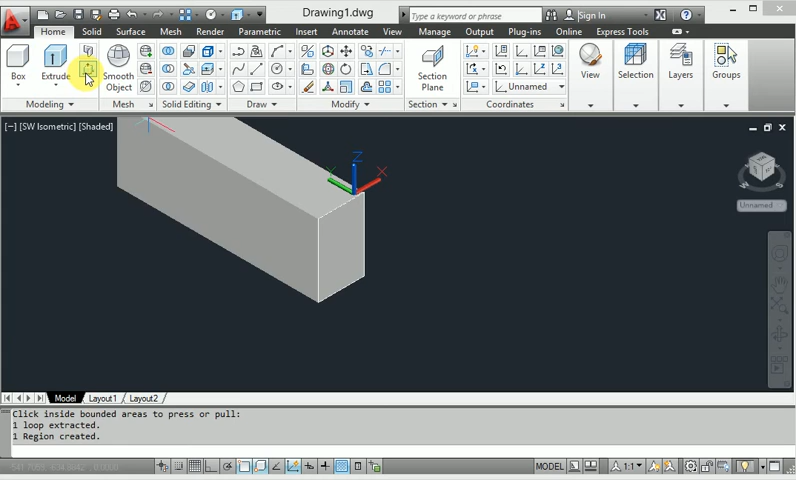 Drawing1.dwg
Type a keyword or phrase
Sign In
Home Solid Surface Mesh Render Parametric Insert Annotate View Manage Output Plug-ins Online Express Tools
Box Extrude Smooth Object Section Plane Unnamed View Selection Layers Groups
Modeling Mesh Solid Editing Draw Modify Section Coordinates
[−] [SW Isometric] [Shaded]
Z
X
Y
W S
Unnamed
Model Layout1 Layout2
Click inside bounded areas to press or pull:
1 loop extracted.
1 Region created.
MODEL 1:1